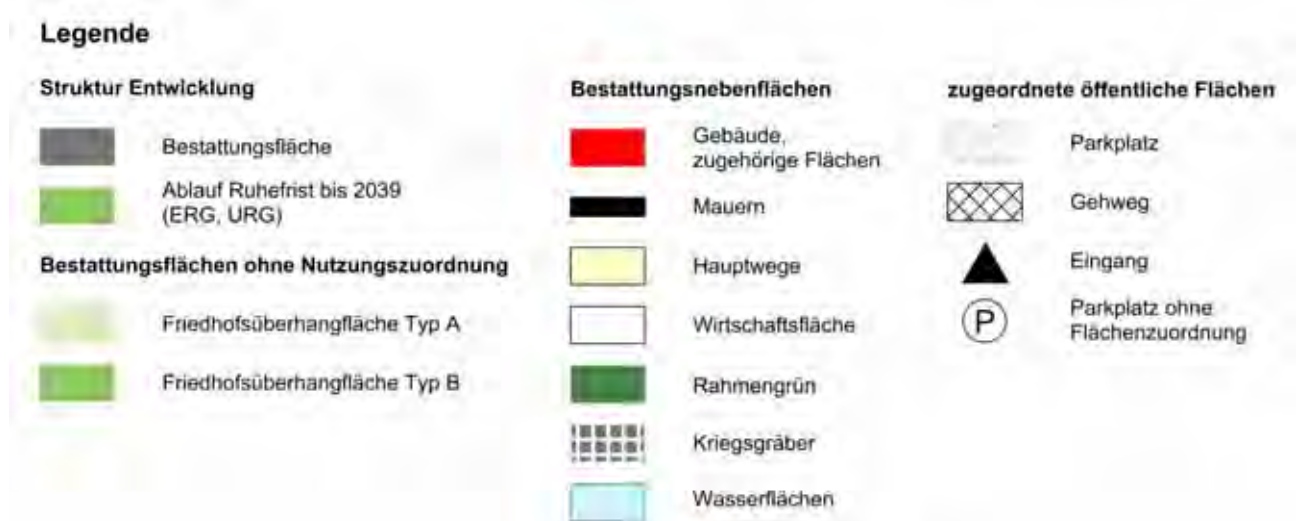 Legende
Struktur Entwicklung
Bestattungsfläche
Ablauf Ruhefrist bis 2039
(ERG, URG)
Bestattungsflächen ohne Nutzungszuordnung
Friedhofsüberhangfläche Typ A
Friedhofsüberhangfläche Typ B
Bestattungsnebenflächen
Gebäude,
zugehörige Flächen
Mauern
Hauptwege
Wirtschaftsfläche
Rahmengrün
Kriegsgräber
Wasserflächen
zugeordnete öffentliche Flächen
Parkplatz
Gehweg
Eingang
P
Parkplatz ohne
Flächenzuordnung